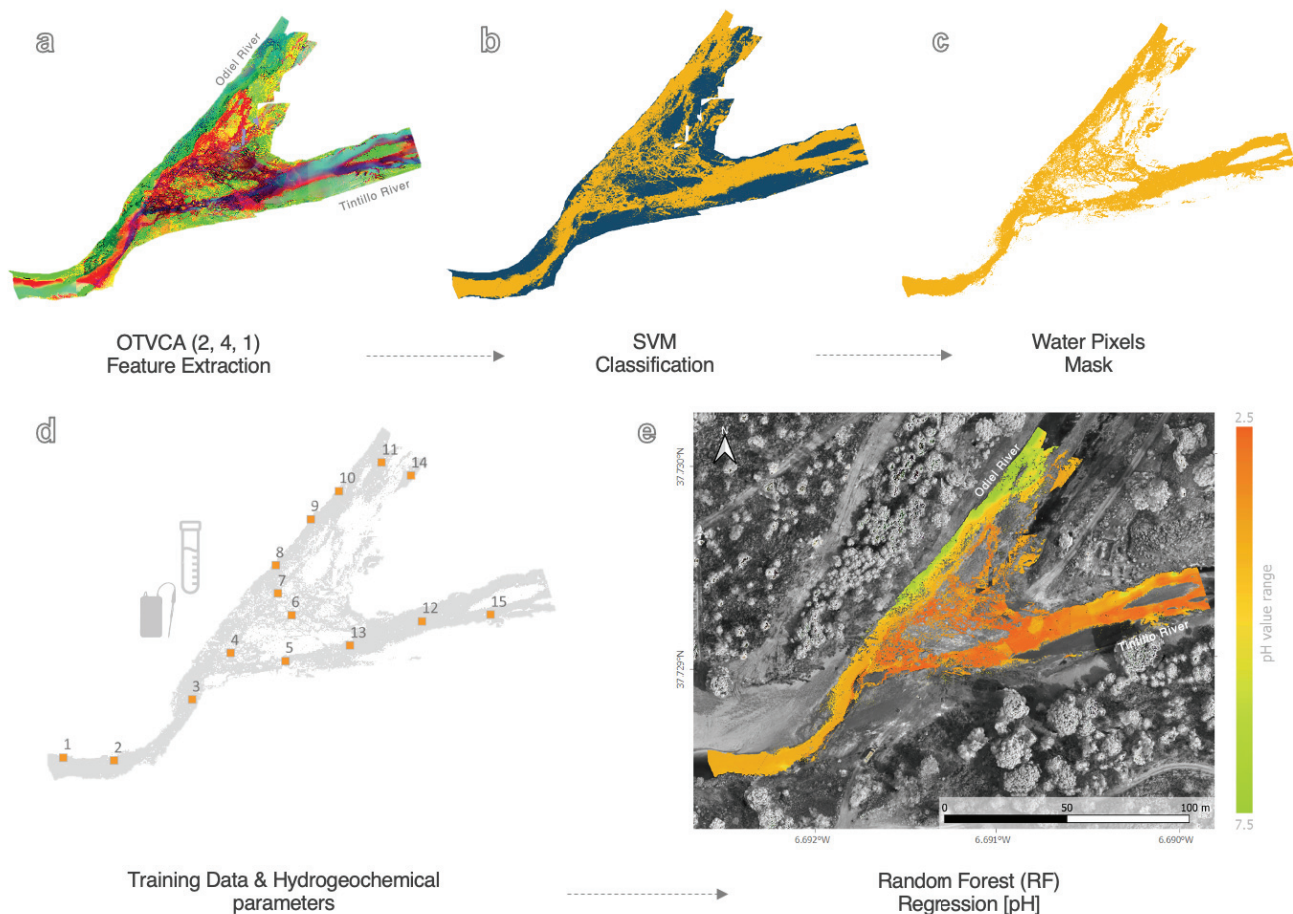 a
Odiel River
Tintillo River
b
c
OTVCA (2, 4, 1)
Feature Extraction
SVM
Classification
Water Pixels
Mask
d
1
2
3
4
5
6
7
8
9
10
11
12
13
14
15
e
N
37.730°N
37.729°N
Odiel River
Tintillo River
0
50
100 m
6.692°W
6.691°W
6.690°W
2.5
pH value range
7.5
Training Data & Hydrogeochemical
parameters
Random Forest (RF)
Regression [pH]